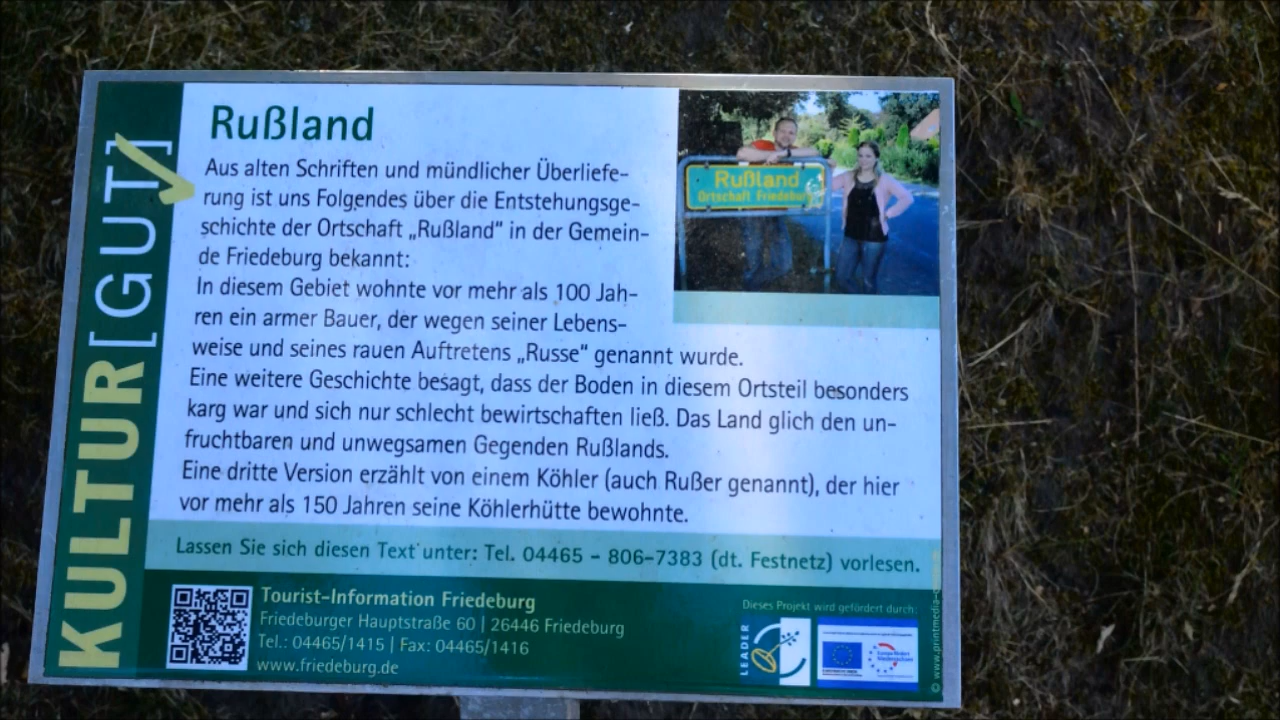 KULTUR[GUT]
Rußland
Aus alten Schriften und mündlicher Überliefe-
rung ist uns Folgendes über die Entstehungsge-
schichte der Ortschaft „Rußland" in der Gemein-
de Friedeburg bekannt:
In diesem Gebiet wohnte vor mehr als 100 Jah-
ren ein armer Bauer, der wegen seiner Lebens-
weise und seines rauen Auftretens „Russe" genannt wurde.
Eine weitere Geschichte besagt, dass der Boden in diesem Ortsteil besonders
karg war und sich nur schlecht bewirtschaften ließ. Das Land glich den un-
fruchtbaren und unwegsamen Gegenden Rußlands.
Eine dritte Version erzählt von einem Köhler (auch Rußer genannt), der hier
vor mehr als 150 Jahren seine Köhlerhütte bewohnte.
Rußland
Ortschaft Friedeburg
Lassen Sie sich diesen Text unter: Tel. 04465 - 806-7383 (dt. Festnetz) vorlesen.
Tourist-Information Friedeburg
Friedeburger Hauptstraße 60 | 26446 Friedeburg
Tel.: 04465/1415 | Fax: 04465/1416
www.friedeburg.de
Dieses Projekt wird gefördert durch:
LEADER
Europa fördert
Niedersachsen
© www.printmedia-